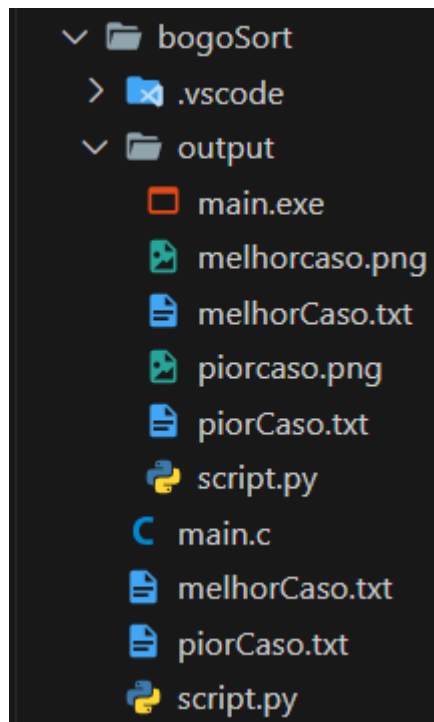 bogoSort
.vscode
output
main.exe
melhorcaso.png
melhorCaso.txt
piorcaso.png
piorCaso.txt
script.py
C main.c
melhorCaso.txt
piorCaso.txt
script.py